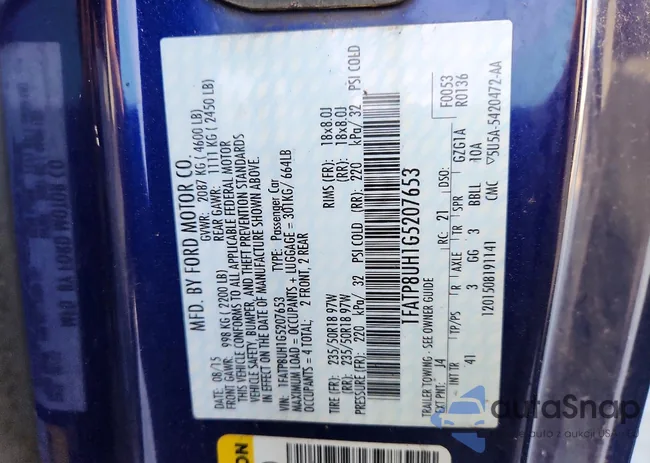 MFD. BY FORD MOTOR CO.
DATE: 08/15 GVWR: 2087 KG ( 4600 LB)
FRONT GAWR: 998 KG ( 2200 LB) REAR GAWR: 1111 KG ( 2450 LB)
THIS VEHICLE CONFORMS TO ALL APPLICABLE FEDERAL MOTOR
VEHICLE SAFETY, BUMPER, AND THEFT PREVENTION STANDARDS
IN EFFECT ON THE DATE OF MANUFACTURE SHOWN ABOVE.
VIN: 1FATP8UH1G5207653 TYPE: Passenger Car
MAXIMUM LOAD = OCCUPANTS + LUGGAGE = 301KG/ 664LB
OCCUPANTS = 4 TOTAL: 2 FRONT, 2 REAR
TIRE (FR): 235/50R18 97W RIMS (FR): 18x8.0J
TIRE (RR): 235/50R18 97W (RR): 18x8.0J
PRESSURE (FR): 220 kPa/ 32 PSI COLD (RR): 220 kPa/ 32 PSI COLD
1FATP8UH1G5207653
F0053
R0136
TRAILER TOWING - SEE OWNER GUIDE
EXT PNT: J4 RC: 21 DSO:
INT TR TP/PS R AXLE TR SPR GZG1A
41 3 GG 3 BBLL 10A
12015081911 41 CMC 5U5A-5420472-AA
ON
autoSnap